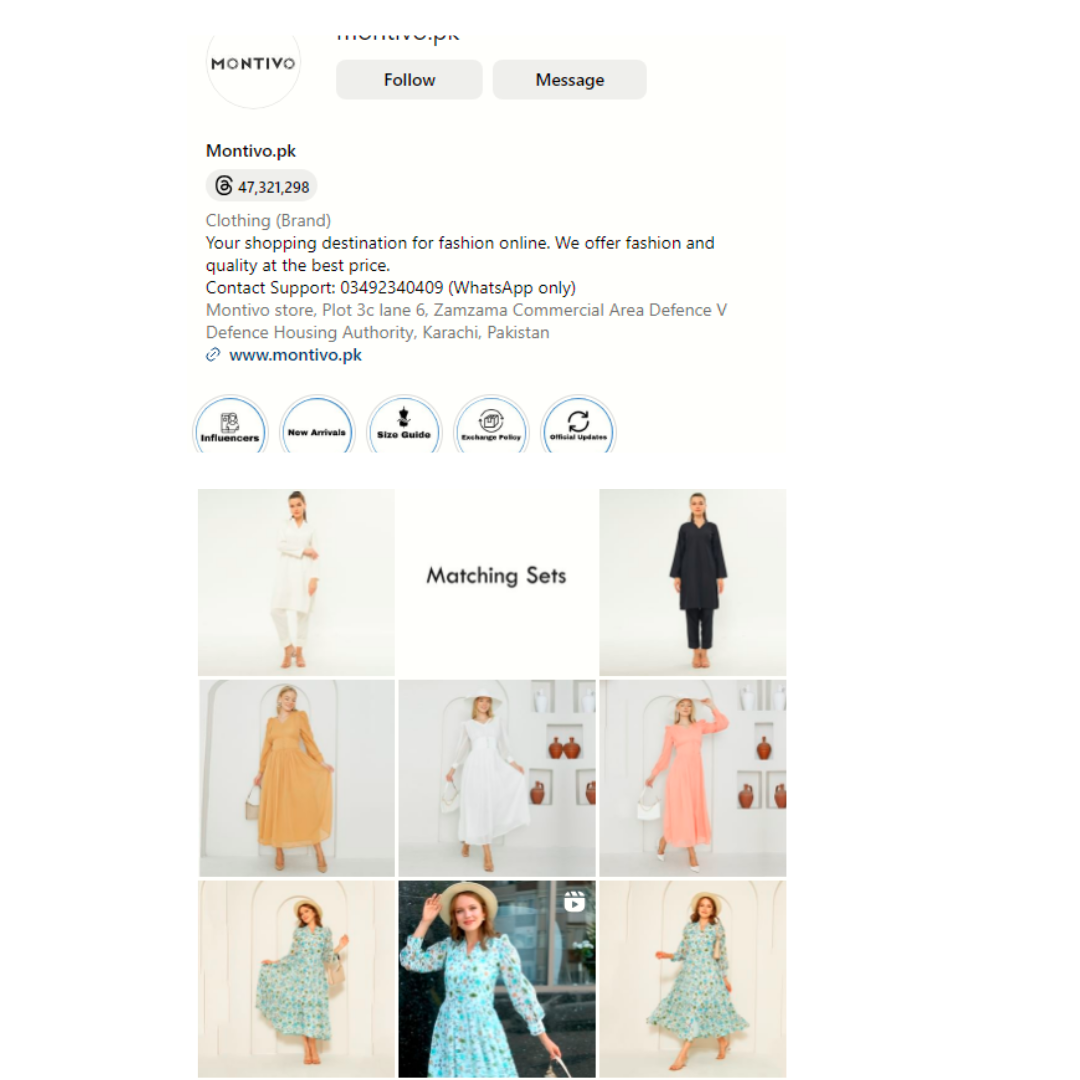 montivo.pk
MONTIVO
Follow
Message
Montivo.pk
47,321,298
Clothing (Brand)
Your shopping destination for fashion online. We offer fashion and
quality at the best price.
Contact Support: 03492340409 (WhatsApp only)
Montivo store, Plot 3c lane 6, Zamzama Commercial Area Defence V
Defence Housing Authority, Karachi, Pakistan
www.montivo.pk
Influencers
New Arrivals
Size Guide
Exchange Policy
Official Updates
Matching Sets